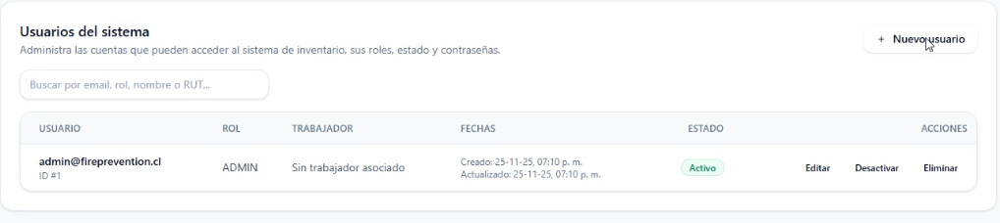 Usuarios del sistema
Administra las cuentas que pueden acceder al sistema de inventario, sus roles, estado y contraseñas.
+ Nuevo usuario
Buscar por email, rol, nombre o RUT...
USUARIO ROL TRABAJADOR FECHAS ESTADO ACCIONES
admin@fireprevention.cl
ID #1
ADMIN
Sin trabajador asociado
Creado: 25-11-25, 07:10 p. m.
Actualizado: 25-11-25, 07:10 p. m.
Activo
Editar Desactivar Eliminar